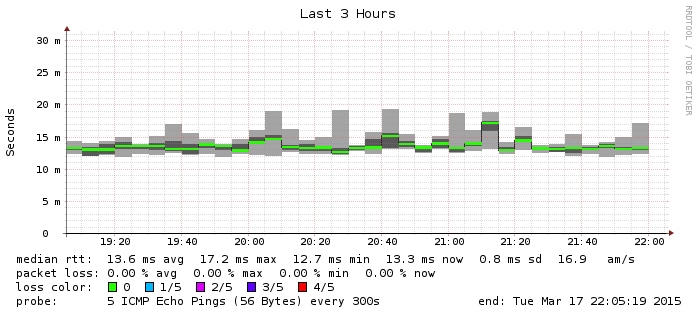 Last 3 Hours
RRDTOOL / TOBI OETIKER
Seconds
30 m
25 m
20 m
15 m
10 m
5 m
0
19:20 19:40 20:00 20:20 20:40 21:00 21:20 21:40 22:00
median rtt: 13.6 ms avg 17.2 ms max 12.7 ms min 13.3 ms now 0.8 ms sd 16.9 am/s
packet loss: 0.00 % avg 0.00 % max 0.00 % min 0.00 % now
loss color: 0 1/5 2/5 3/5 4/5
probe: 5 ICMP Echo Pings (56 Bytes) every 300s end: Tue Mar 17 22:05:19 2015